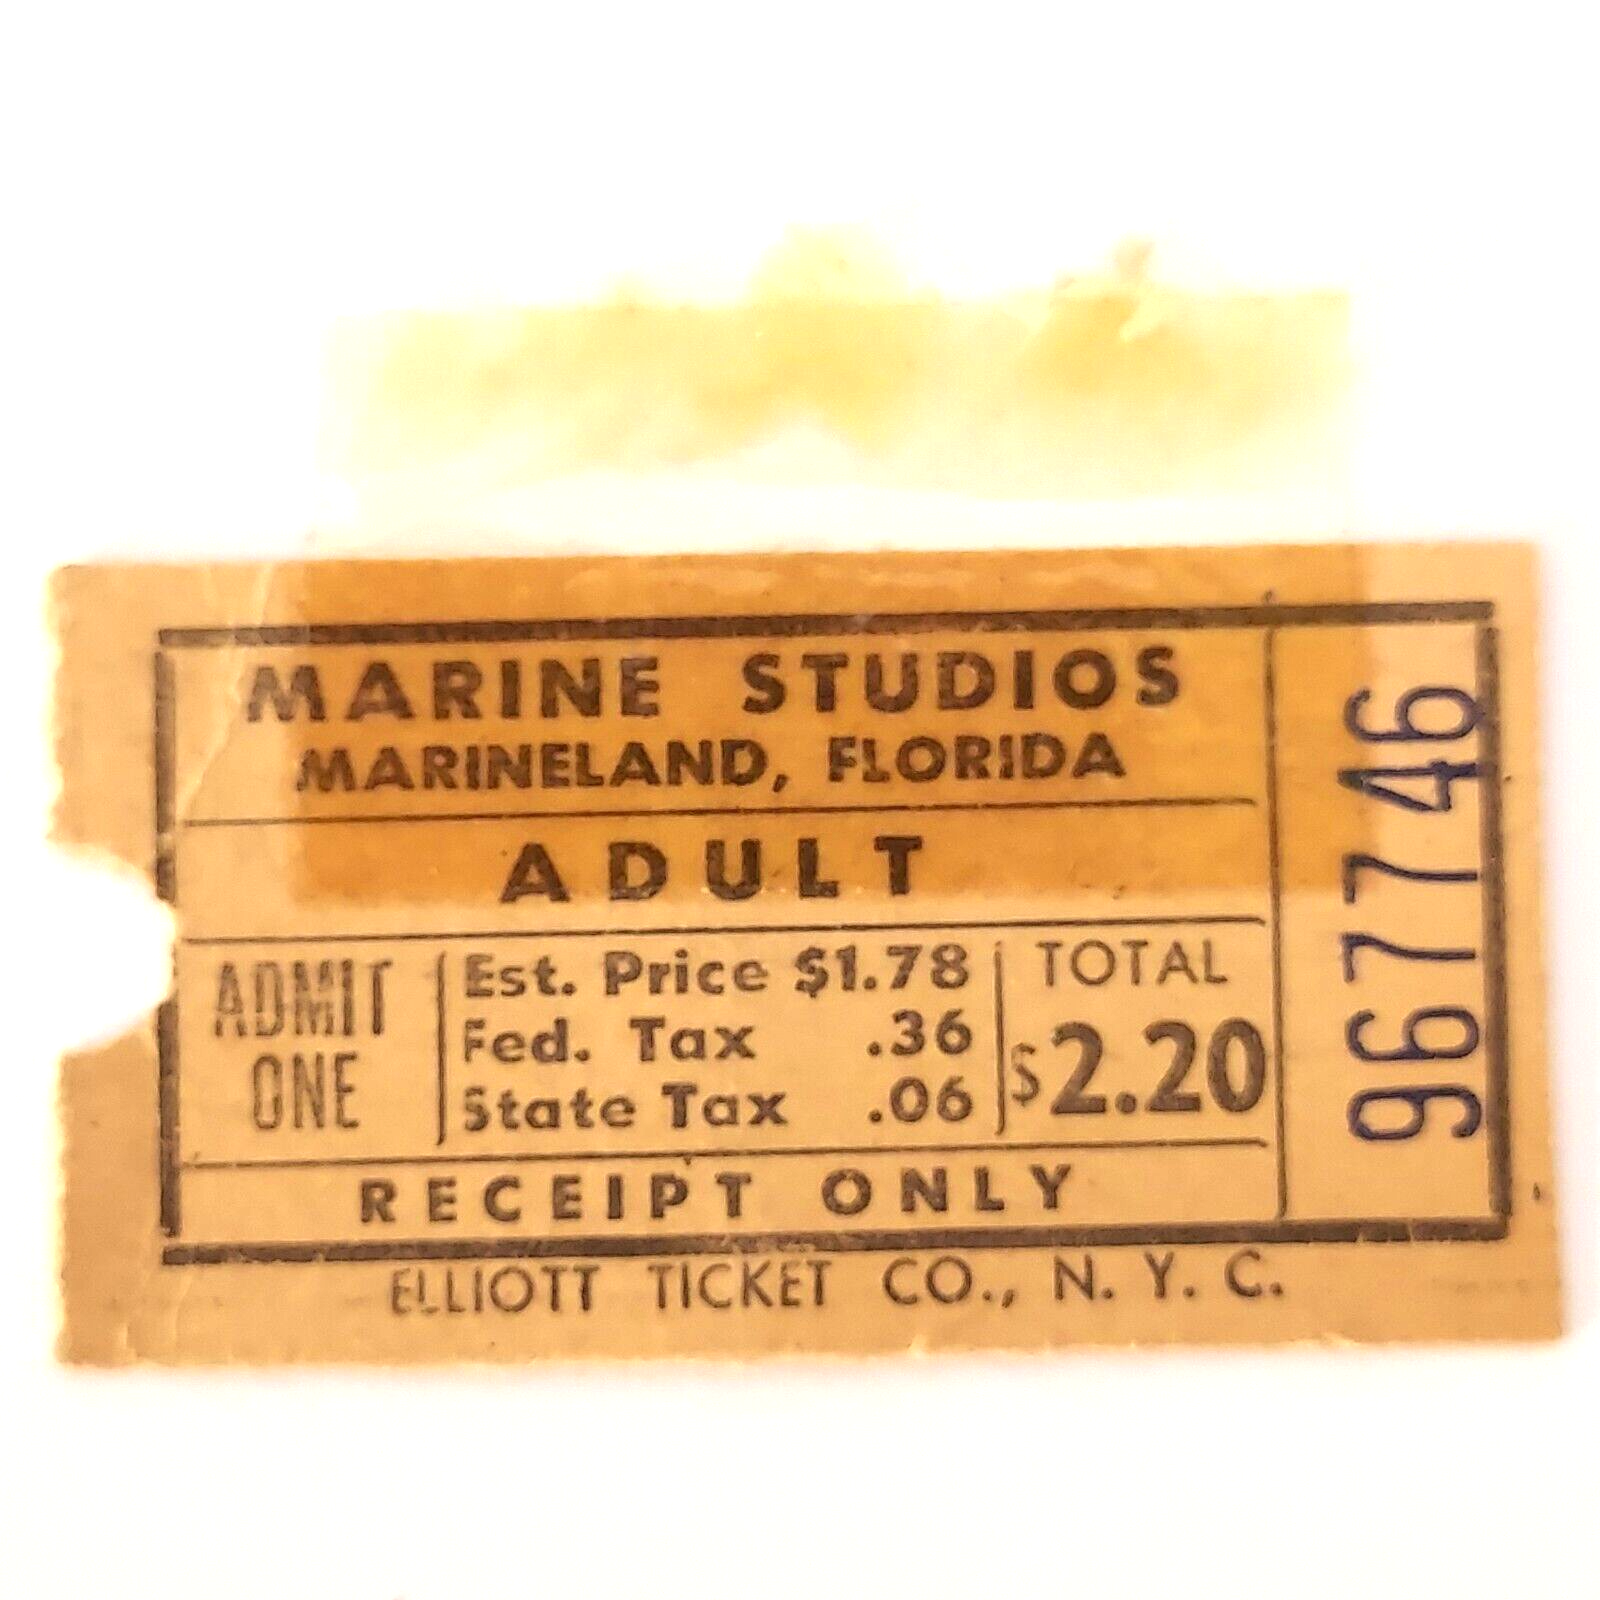 MARINE STUDIOS
MARINELAND, FLORIDA
ADULT
ADMIT
ONE
Est. Price $1.78
Fed. Tax .36
State Tax .06
TOTAL
$2.20
RECEIPT ONLY
967746
ELLIOTT TICKET CO., N. Y. C.